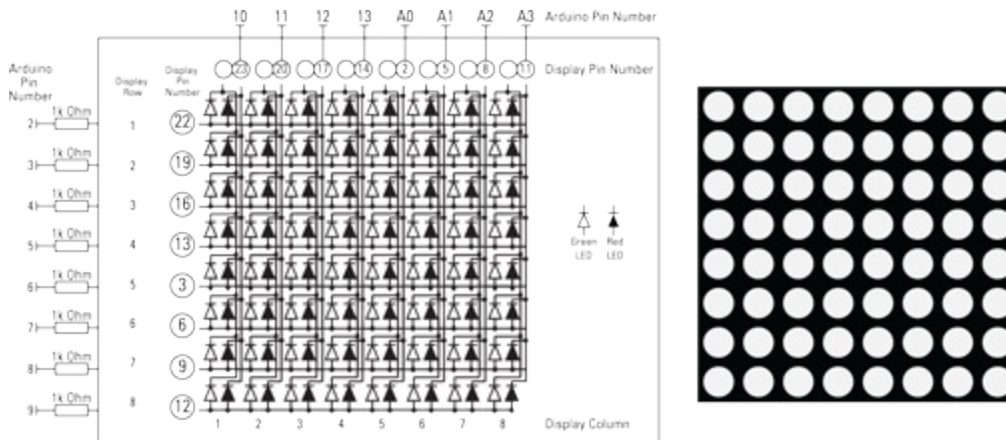 10 11 12 13 A0 A1 A2 A3 Arduino Pin Number
23 20 17 14 2 5 8 11 Display Pin Number
Arduino
Pin
Number
Display
Row
Display
Pin
Number
2 1k Ohm 1 22
3 1k Ohm 2 19
4 1k Ohm 3 16
5 1k Ohm 4 13
6 1k Ohm 5 3
7 1k Ohm 6 6
8 1k Ohm 7 9
9 1k Ohm 8 12
Green
LED
Red
LED
1 2 3 4 5 6 7 8 Display Column